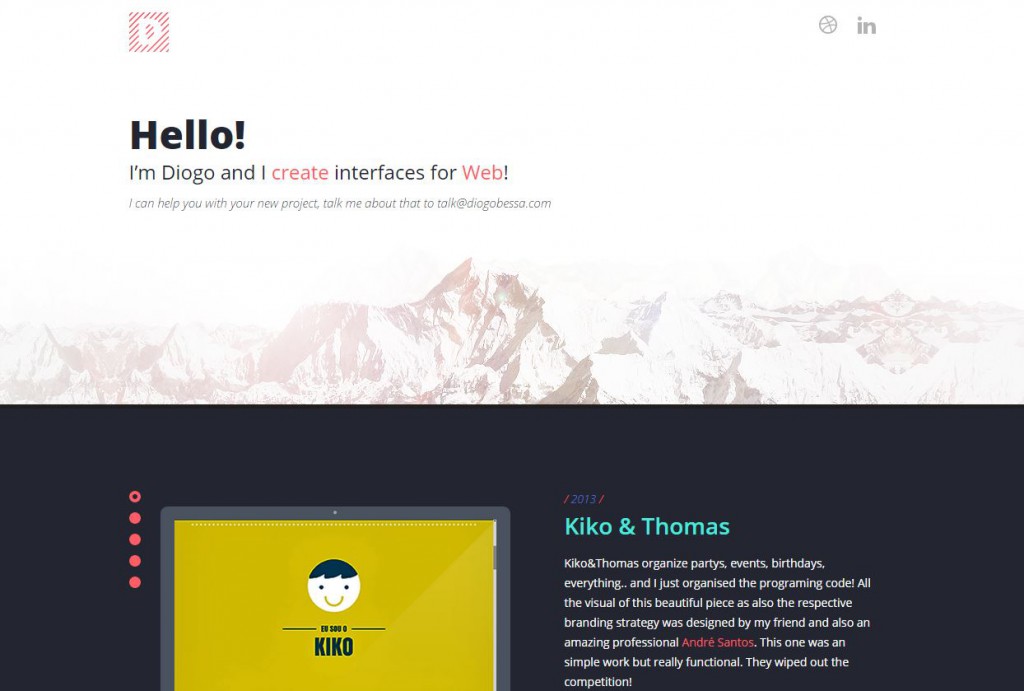 D
Hello!
I’m Diogo and I create interfaces for Web!
I can help you with your new project, talk me about that to talk@diogobessa.com
/ 2013 /
Kiko & Thomas
Kiko&Thomas organize partys, events, birthdays,
everything.. and I just organised the programing code! All
the visual of this beautiful piece as also the respective
branding strategy was designed by my friend and also an
amazing professional André Santos. This one was an
simple work but really functional. They wiped out the
competition!
EU SOU O
KIKO